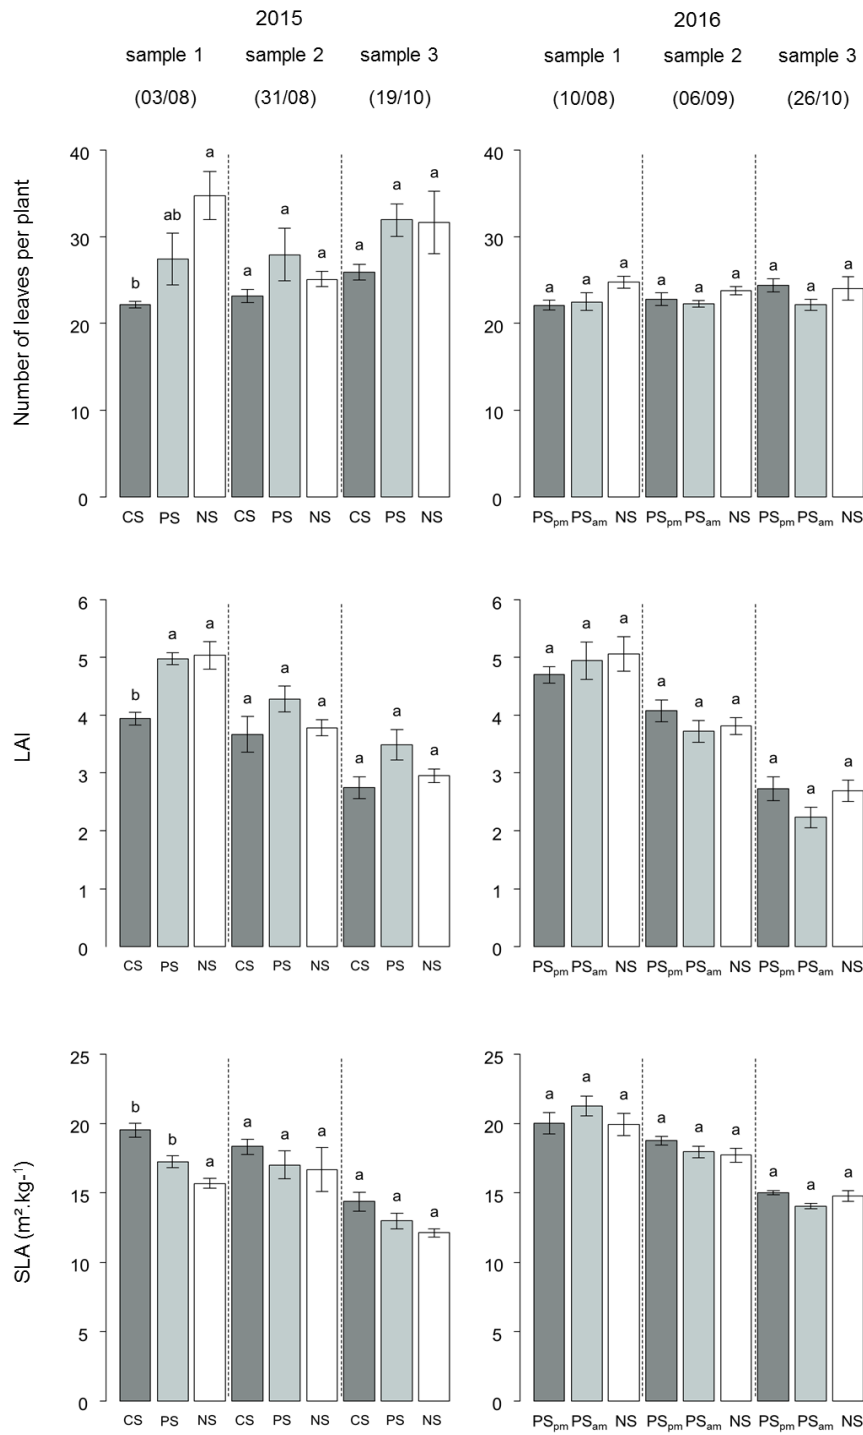 2015 2016
sample 1 sample 2 sample 3 sample 1 sample 2 sample 3
(03/08) (31/08) (19/10) (10/08) (06/09) (26/10)
Number of leaves per plant
40
30
20
10
0
b ab a a a a a a a
CS PS NS CS PS NS CS PS NS
40
30
20
10
0
a a a a a a a a a
PSpm PSam NS PSpm PSam NS PSpm PSam NS
LAI
6
5
4
3
2
1
0
b a a a a a a a a
CS PS NS CS PS NS CS PS NS
6
5
4
3
2
1
0
a a a a a a a a a
PSpm PSam NS PSpm PSam NS PSpm PSam NS
SLA (m².kg-¹)
25
20
15
10
5
0
b b a a a a a a a
CS PS NS CS PS NS CS PS NS
25
20
15
10
5
0
a a a a a a a a a
PSpm PSam NS PSpm PSam NS PSpm PSam NS